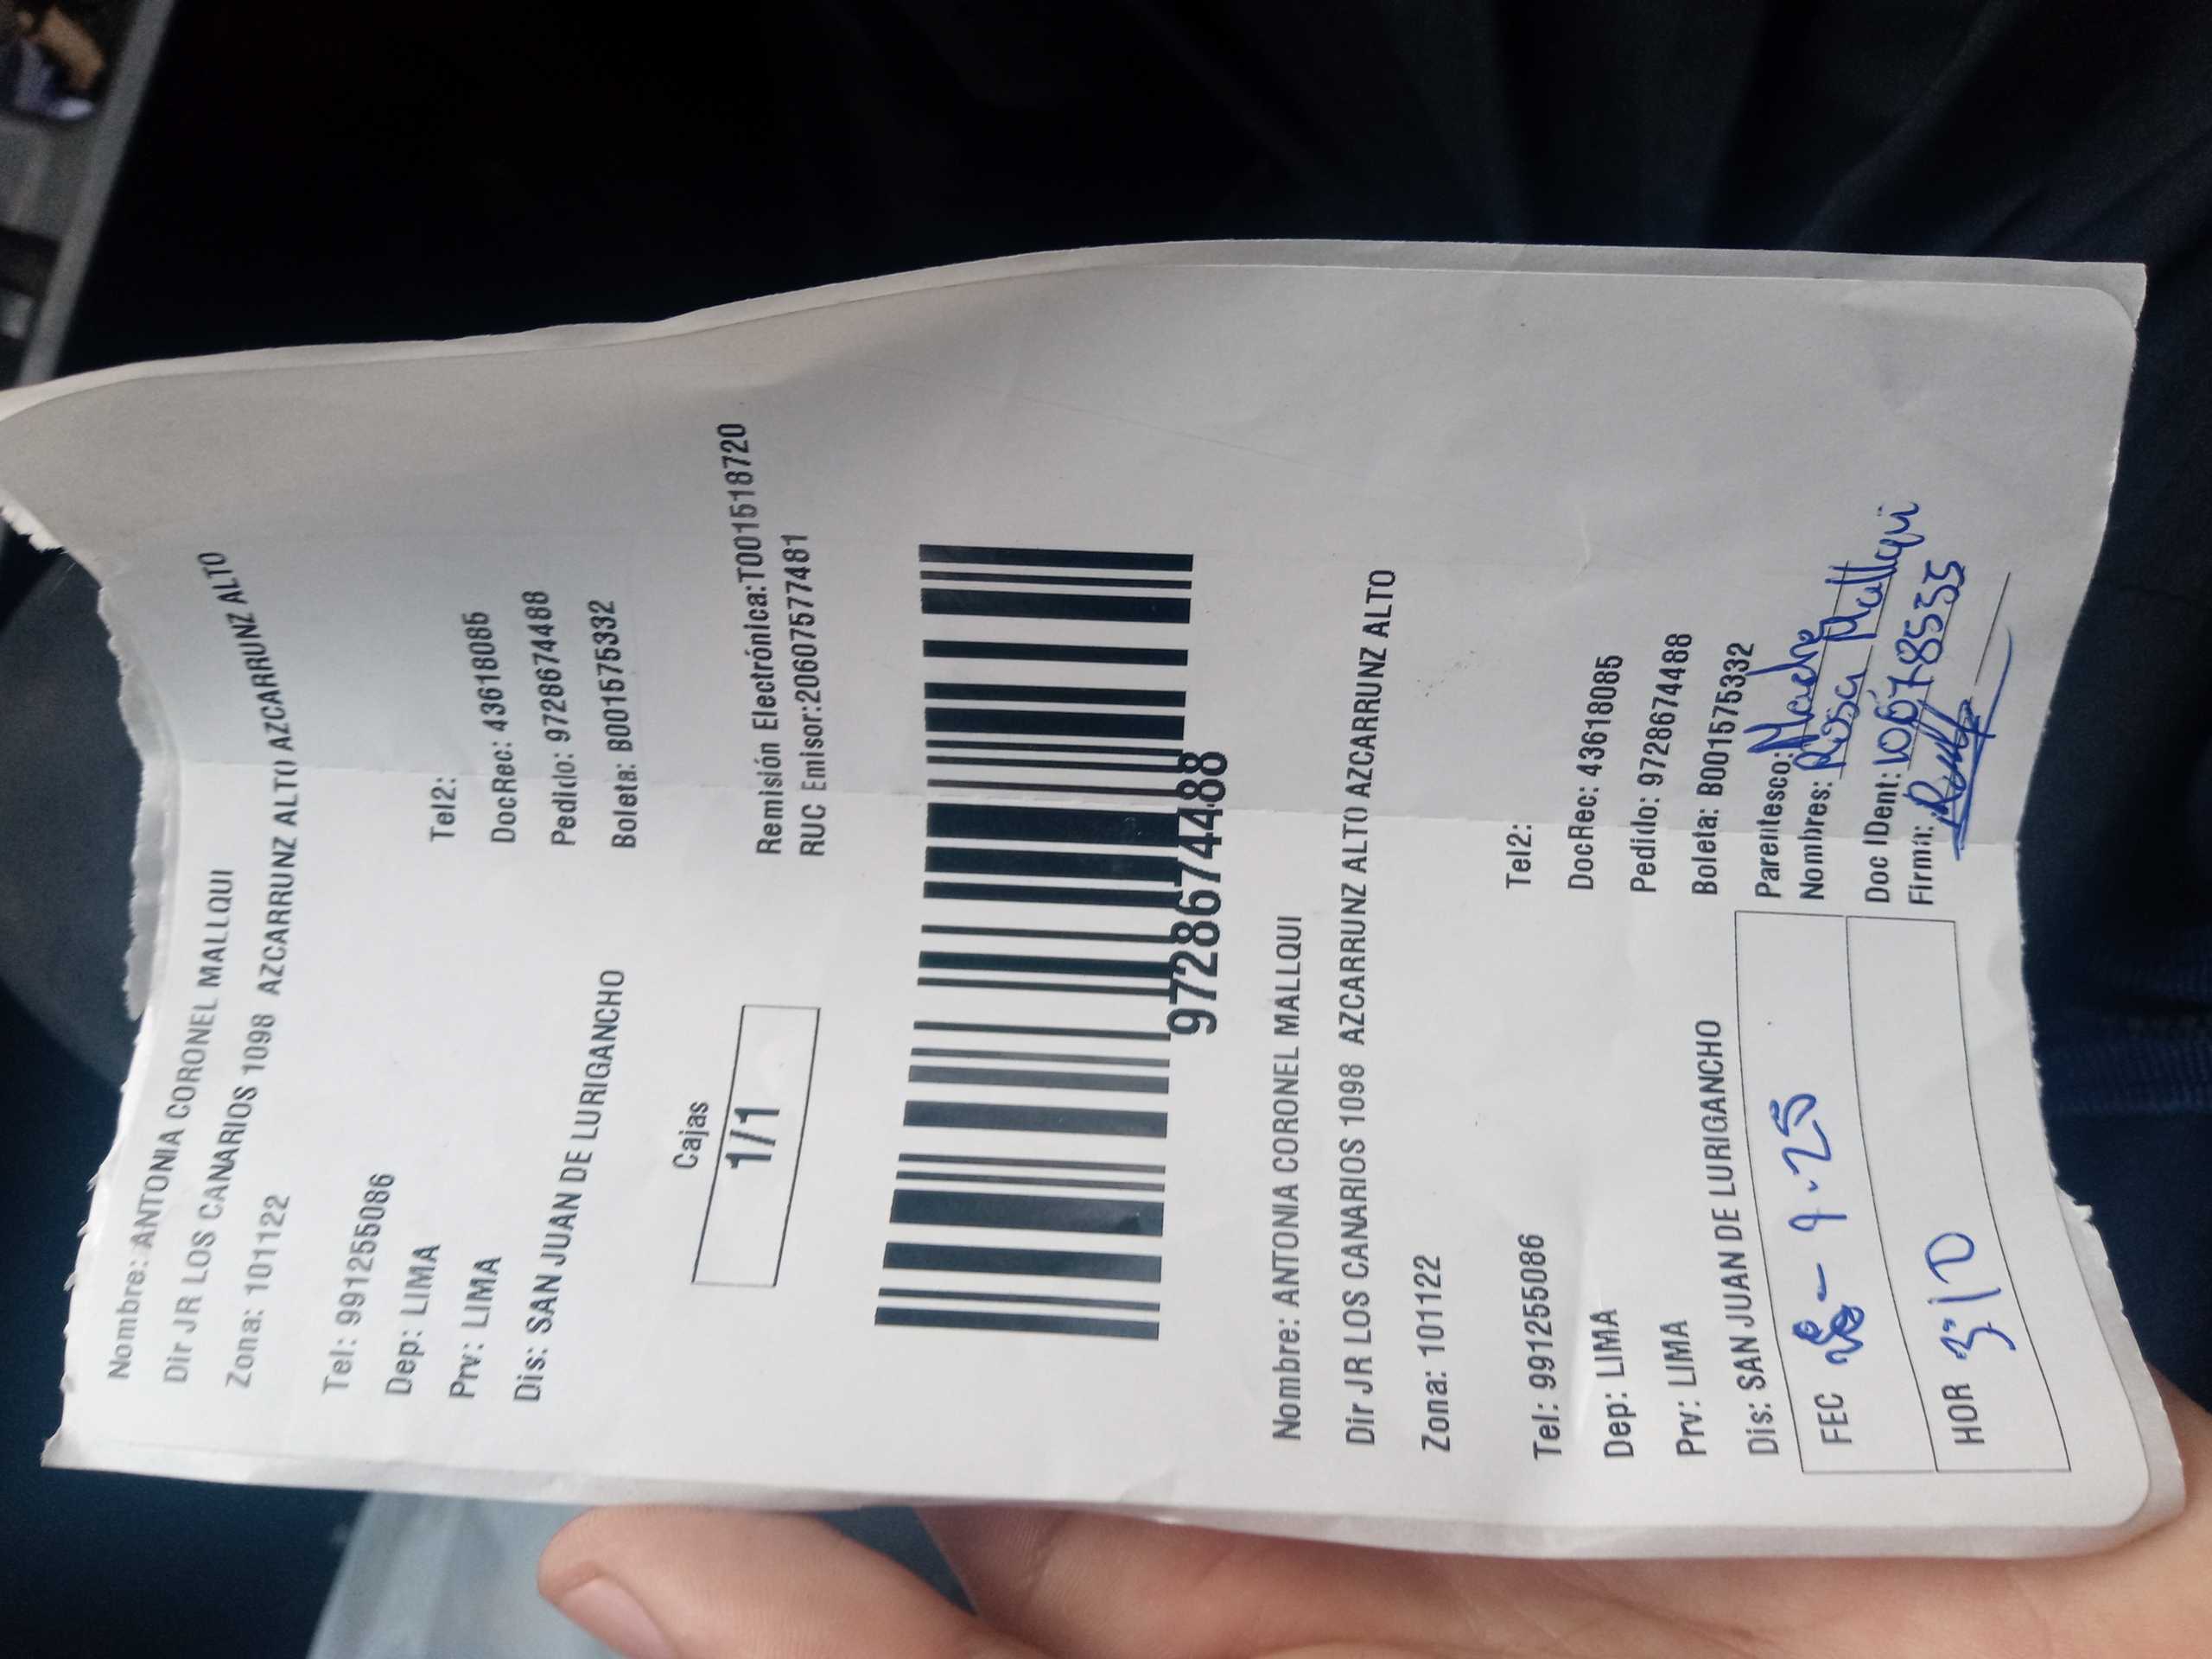 Nombre: ANTONIA CORONEL MALLQUI
Dir JR LOS CANARIOS 1098 AZCARRUNZ ALTO AZCARRUNZ ALTO
Zona: 101122
Tel: 991255086
Tel2:
Dep: LIMA
DocRec: 43618085
Prv: LIMA
Pedido: 9728674488
Dis: SAN JUAN DE LURIGANCHO
Boleta: B001575332
Cajas
1/1
Remisión Electrónica:T001518720
RUC Emisor:20607577481
9728674488
Nombre: ANTONIA CORONEL MALLQUI
Dir JR LOS CANARIOS 1098 AZCARRUNZ ALTO AZCARRUNZ ALTO
Zona: 101122
Tel: 991255086
Tel2:
Dep: LIMA
DocRec: 43618085
Prv: LIMA
Pedido: 9728674488
Dis: SAN JUAN DE LURIGANCHO
Boleta: B001575332
FEC - 9-25
Parentesco: Madre
Nombres: Rosa Mallqui
HOR 3:10
Doc IDent: 10678535
Firma: